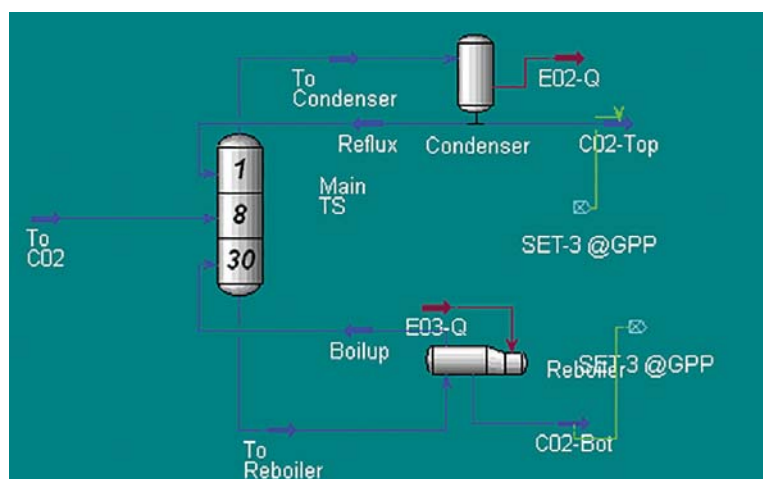 To
Condenser
E02-Q
Reflux
Condenser
C02-Top
1
Main
TS
8
To
C02
SET-3 @GPP
30
E03-Q
Boilup
Reboiler
SET-3 @GPP
C02-Bot
To
Reboiler